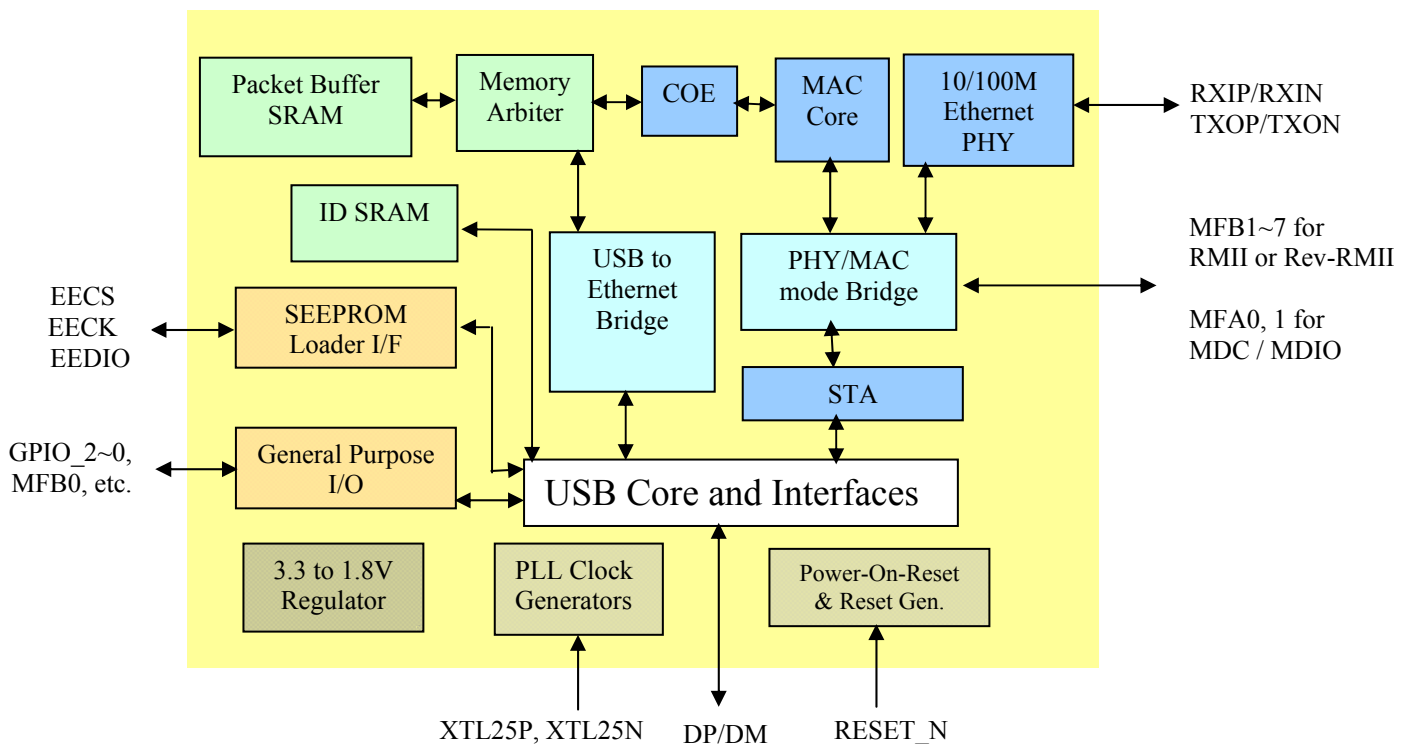 Packet Buffer
SRAM
Memory
Arbiter
COE
MAC
Core
10/100M
Ethernet
PHY
RXIP/RXIN
TXOP/TXON
ID SRAM
USB to
Ethernet
Bridge
PHY/MAC
mode Bridge
MFB1~7 for
RMII or Rev-RMII
MFA0, 1 for
MDC / MDIO
EECS
EECK
EEDIO
SEEPROM
Loader I/F
STA
GPIO_2~0,
MFB0, etc.
General Purpose
I/O
USB Core and Interfaces
3.3 to 1.8V
Regulator
PLL Clock
Generators
Power-On-Reset
& Reset Gen.
XTL25P, XTL25N
DP/DM
RESET_N